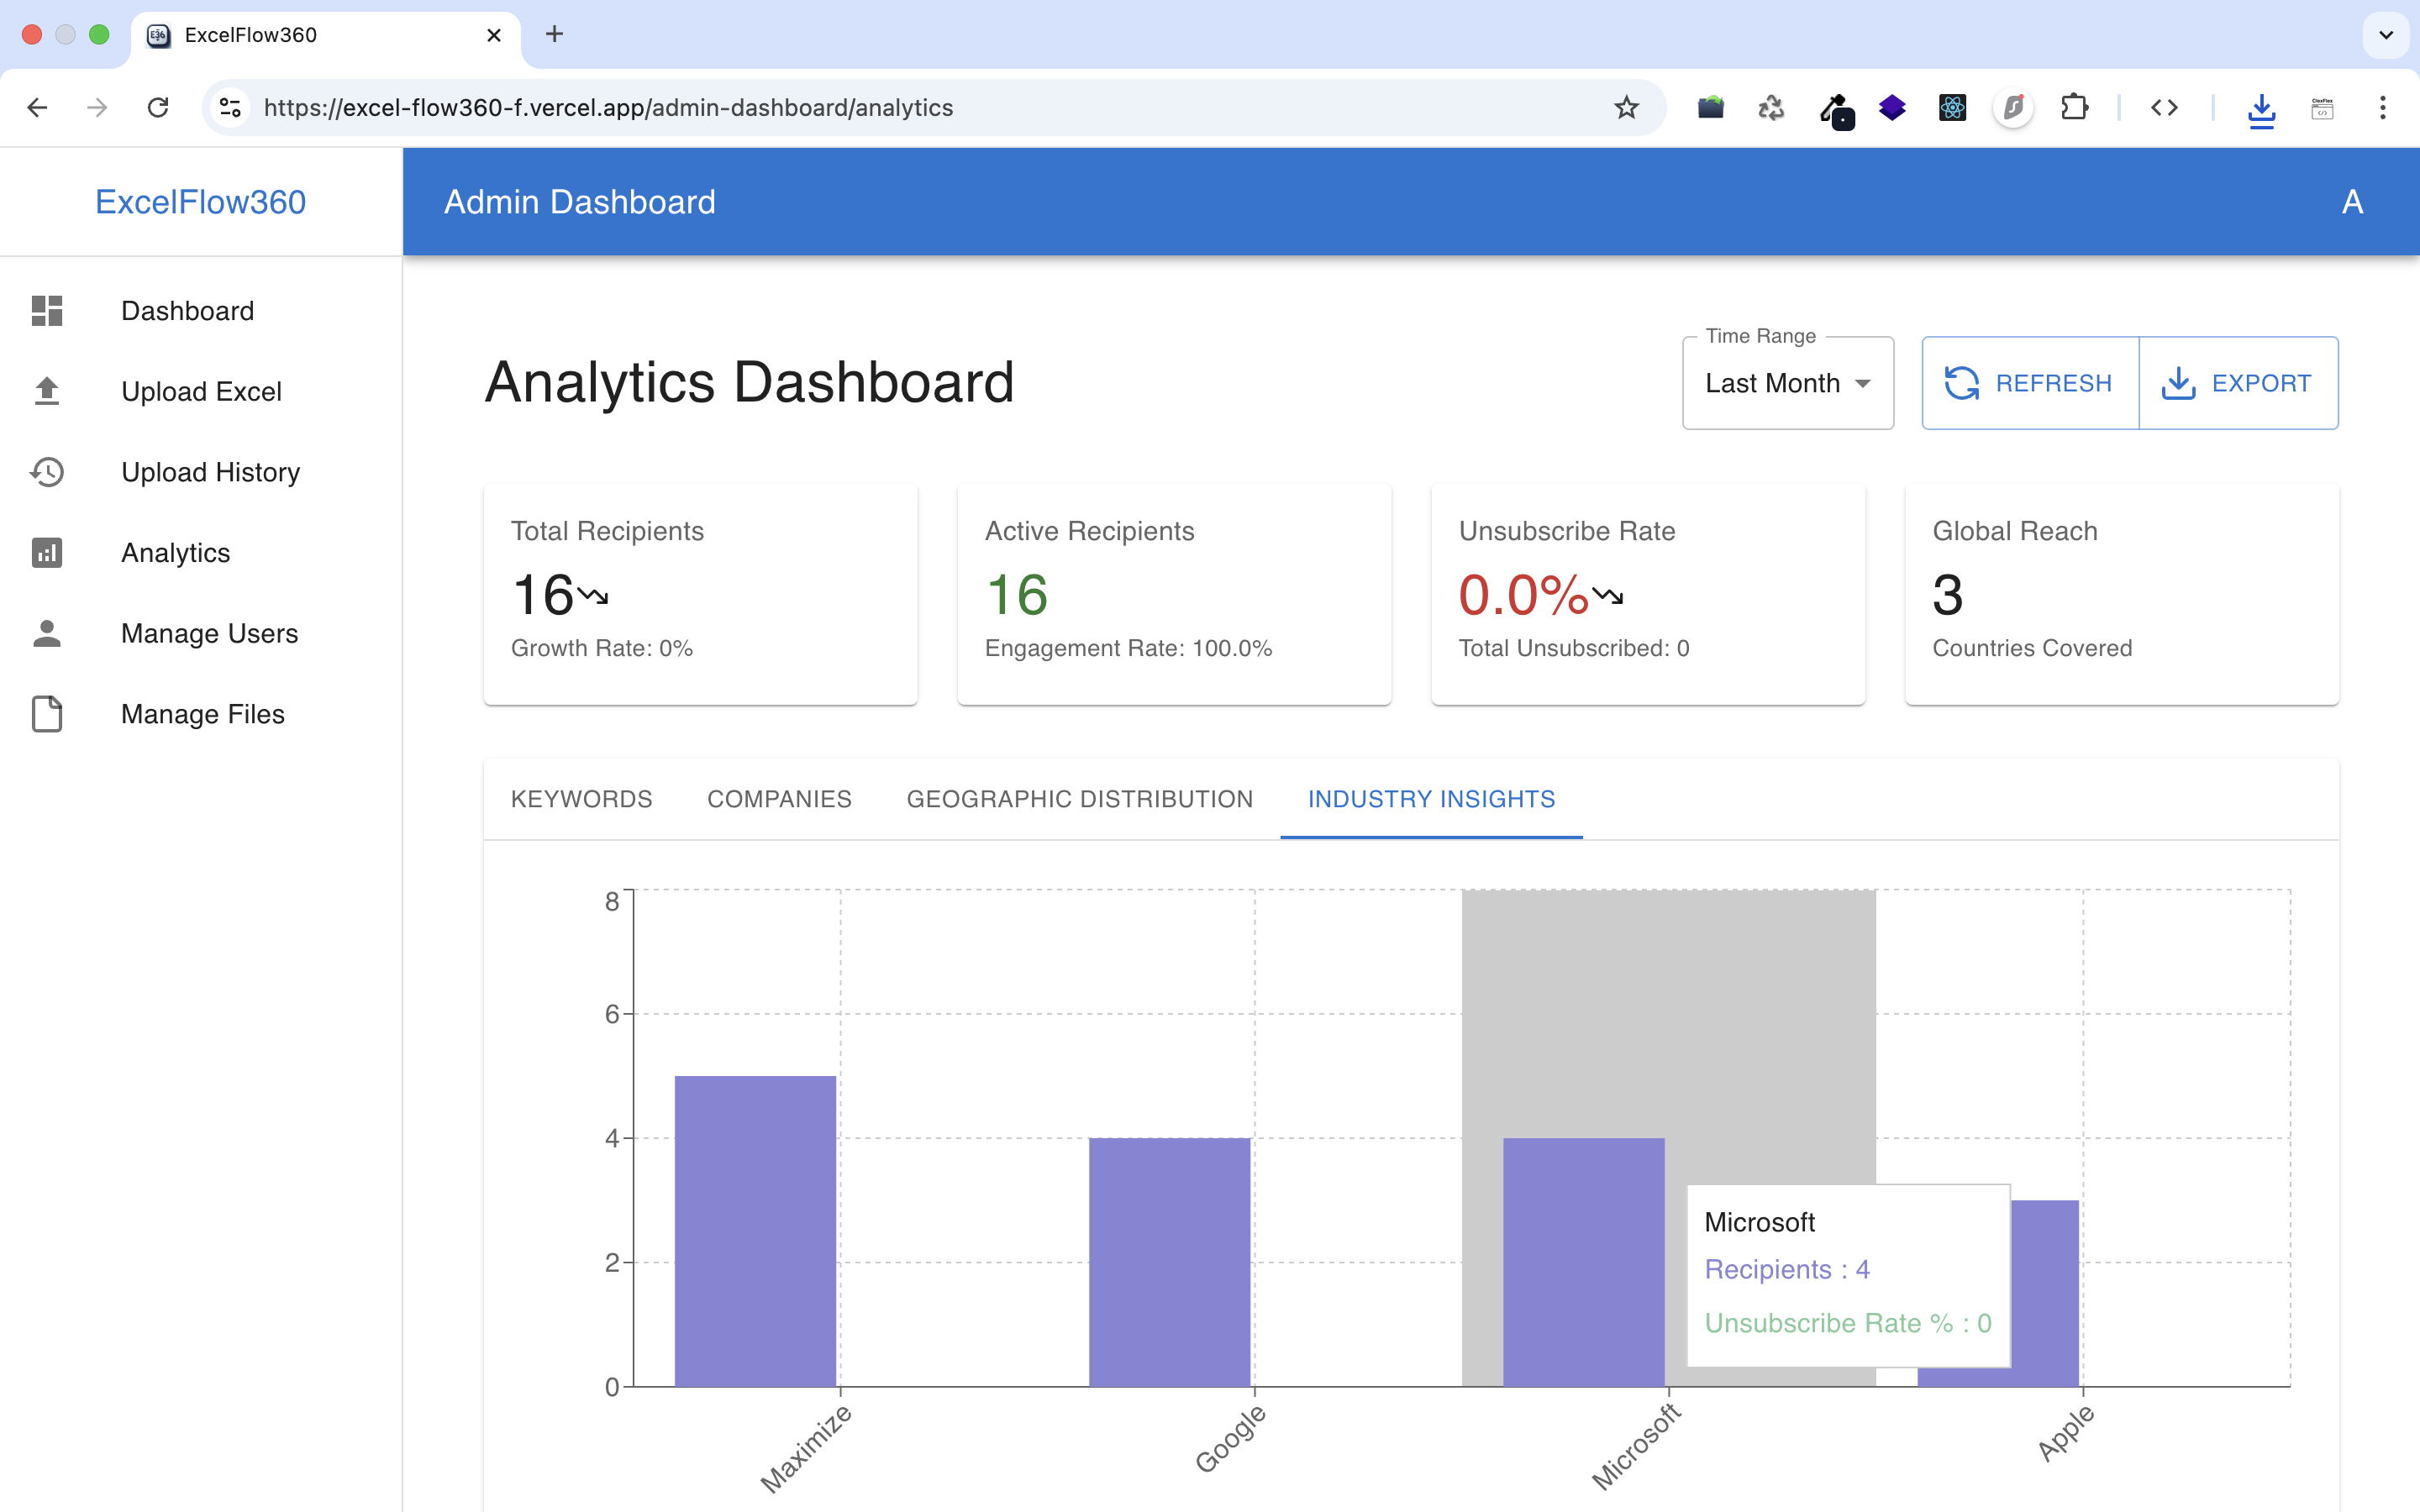 ExcelFlow360
https://excel-flow360-f.vercel.app/admin-dashboard/analytics
ExcelFlow360
Admin Dashboard
A
Dashboard
Upload Excel
Upload History
Analytics
Manage Users
Manage Files
Analytics Dashboard
Time Range
Last Month
REFRESH
EXPORT
Total Recipients
16
Growth Rate: 0%
Active Recipients
16
Engagement Rate: 100.0%
Unsubscribe Rate
0.0%
Total Unsubscribed: 0
Global Reach
3
Countries Covered
KEYWORDS
COMPANIES
GEOGRAPHIC DISTRIBUTION
INDUSTRY INSIGHTS
8
6
4
2
0
Microsoft
Recipients : 4
Unsubscribe Rate % : 0
Maximize
Google
Microsoft
Apple